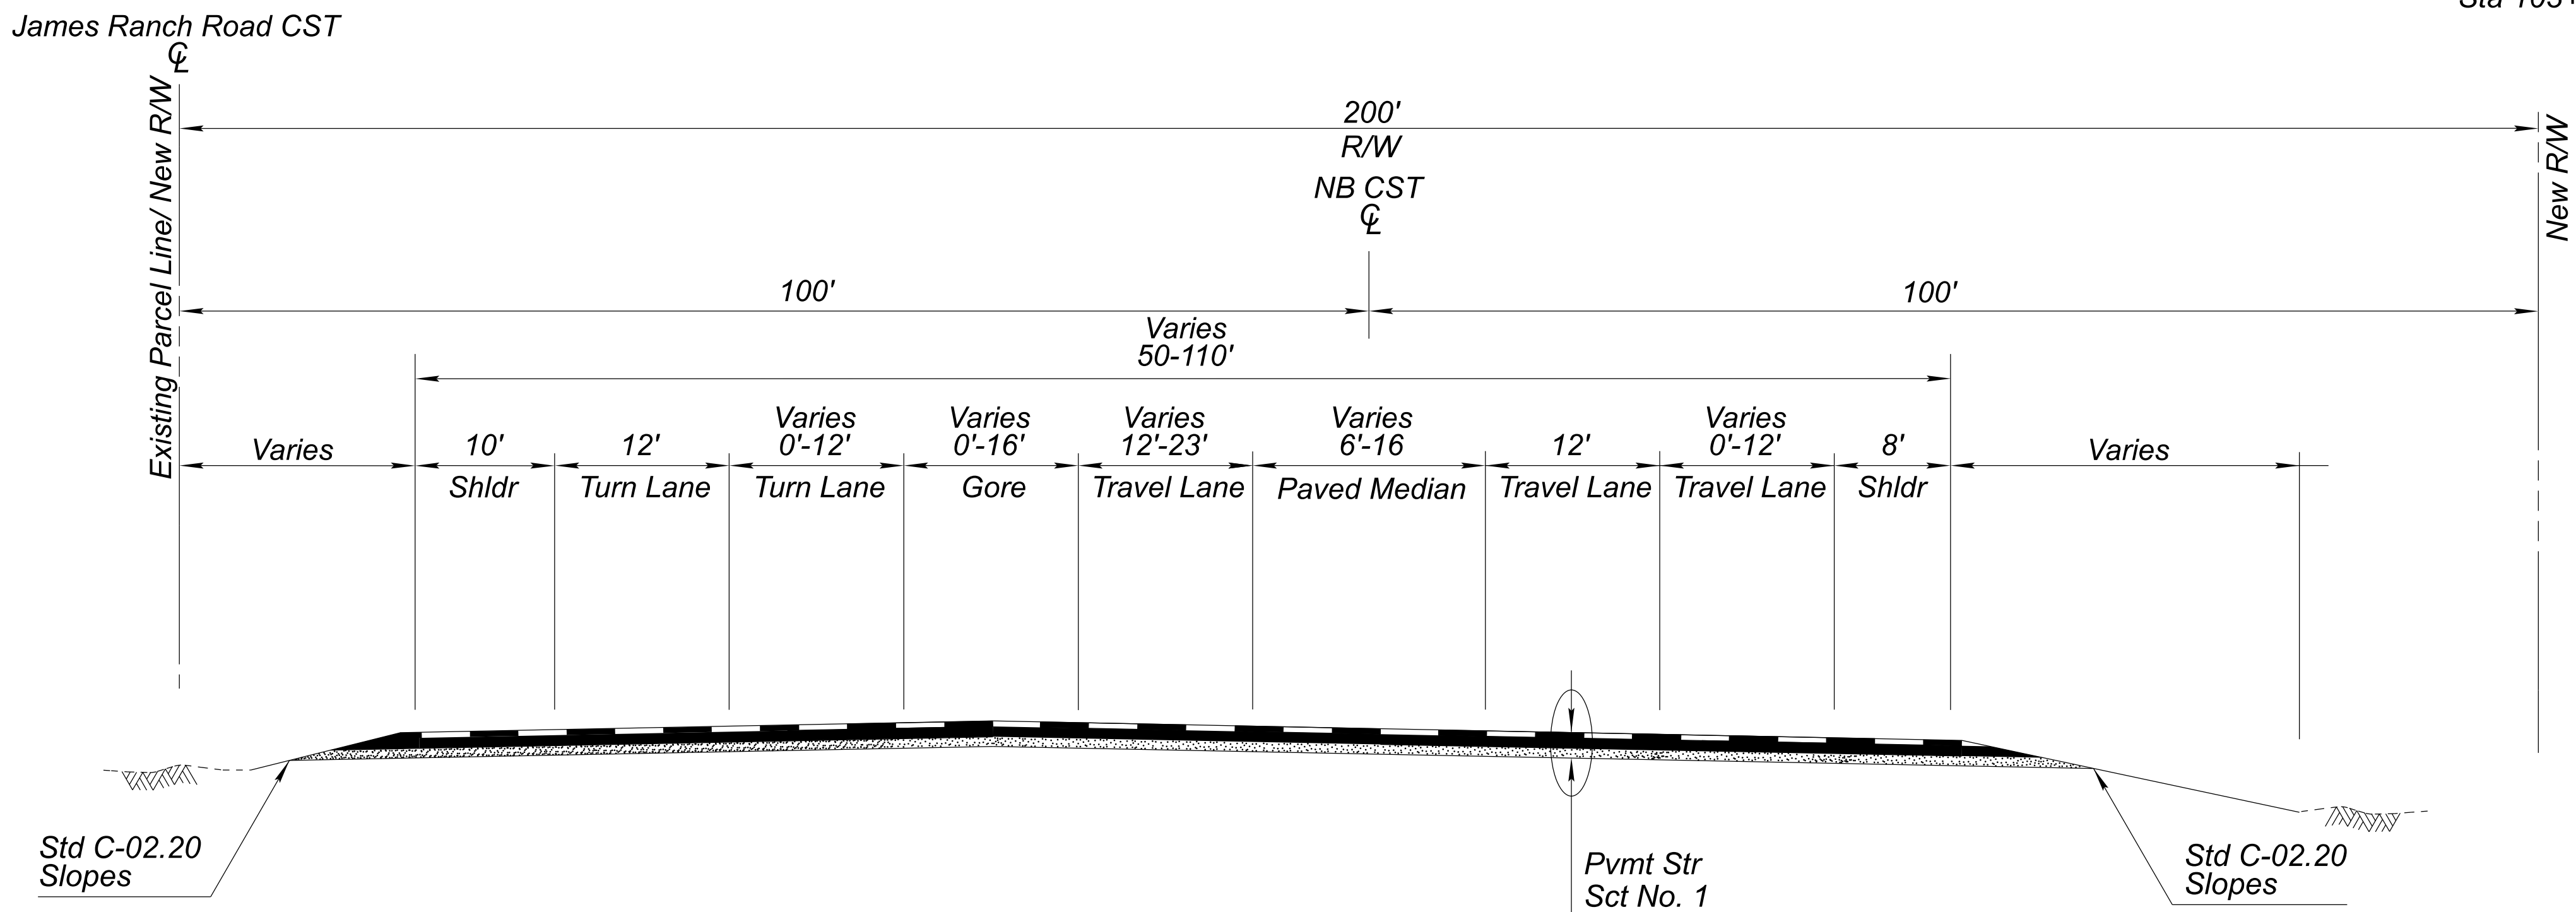 Sta 105+
James Ranch Road CST
℄
Existing Parcel Line/ New R/W
200'
R/W
New R/W
NB CST
℄
100'
100'
Varies
50-110'
Varies
10'
Shldr
12'
Turn Lane
Varies
0'-12'
Turn Lane
Varies
0'-16'
Gore
Varies
12'-23'
Travel Lane
Varies
6'-16
Paved Median
12'
Travel Lane
Varies
0'-12'
Travel Lane
8'
Shldr
Varies
Std C-02.20
Slopes
Pvmt Str
Sct No. 1
Std C-02.20
Slopes